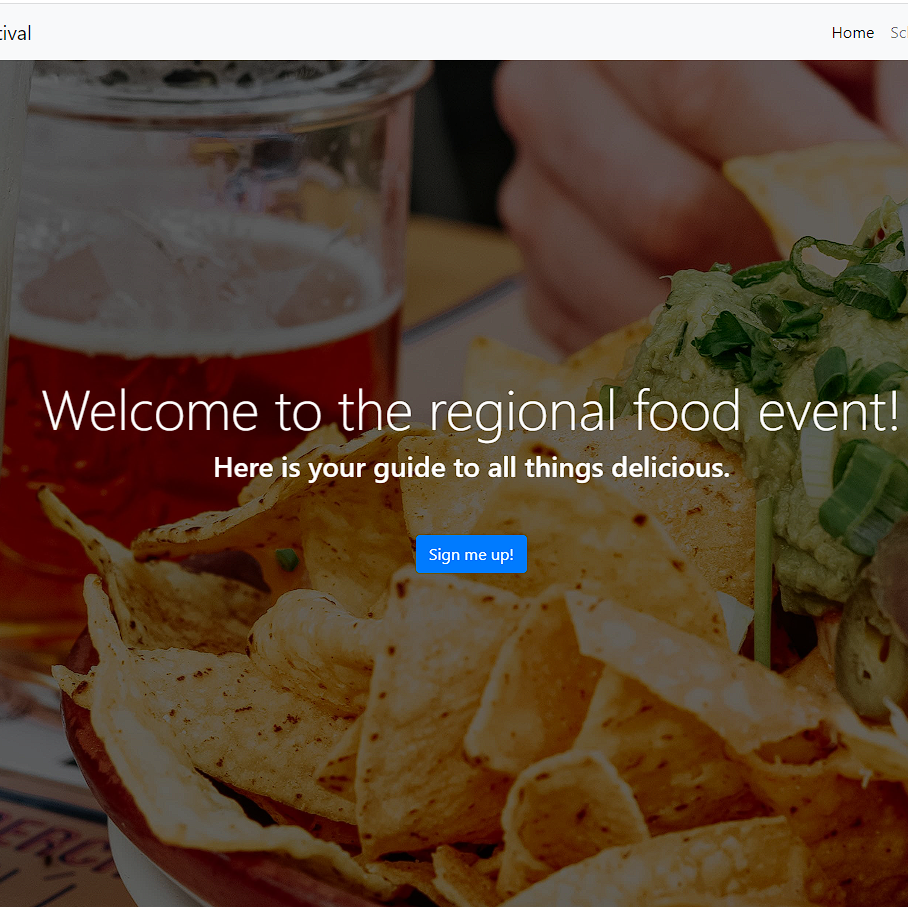 tival
Home
Sc
Welcome to the regional food event!
Here is your guide to all things delicious.
Sign me up!